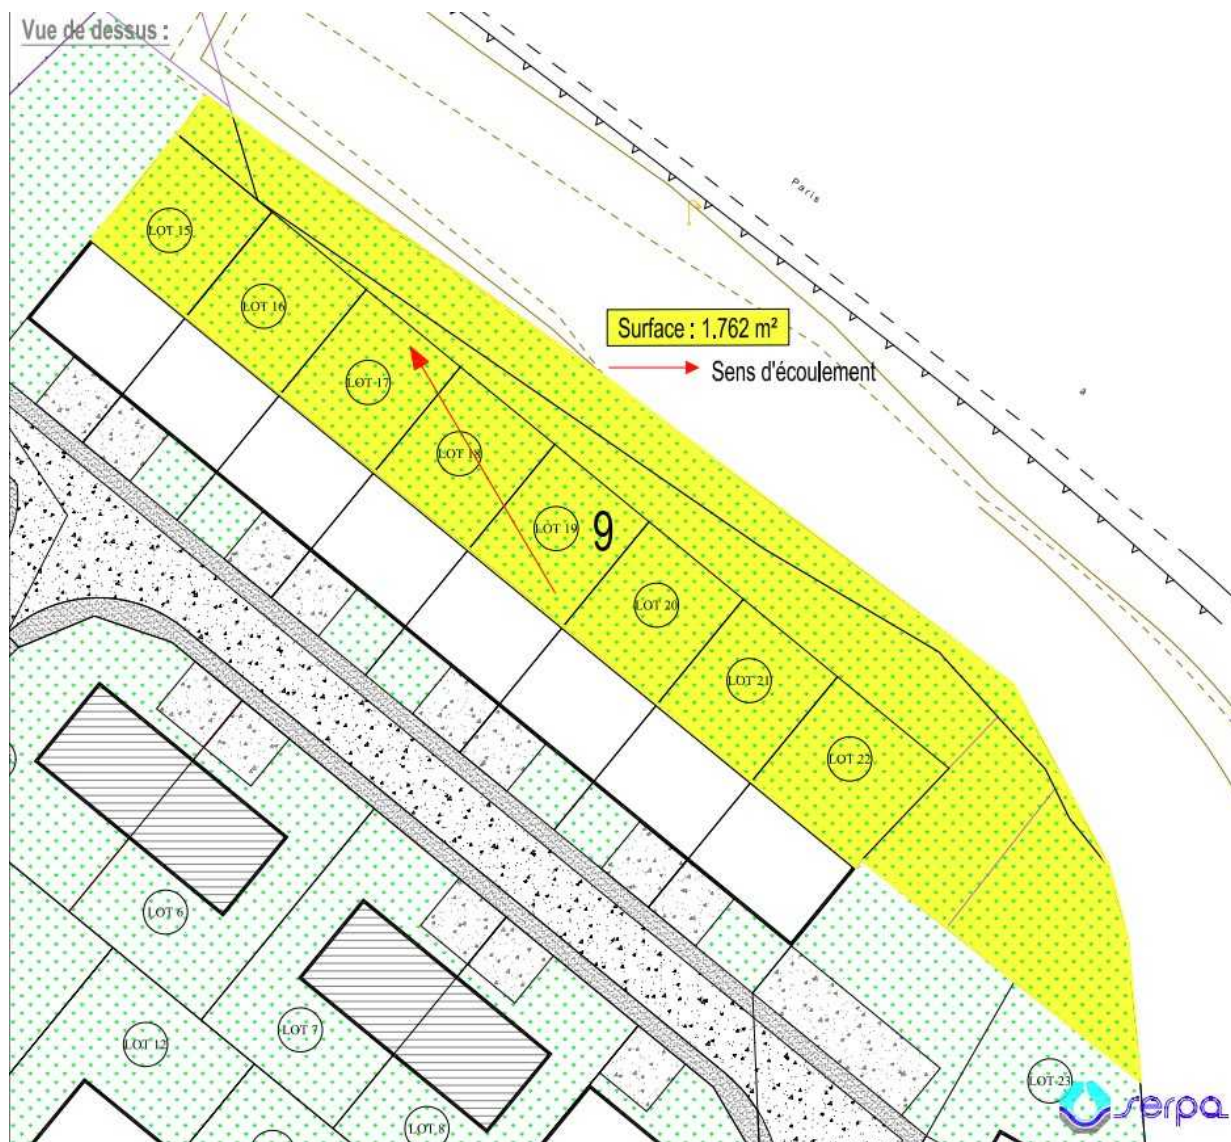 Vue de dessus :
Paris
à
LOT 15
LOT 16
Surface : 1.762 m²
Sens d'écoulement
LOT 17
LOT 18
LOT 19
9
LOT 20
LOT 21
LOT 22
LOT 6
LOT 7
LOT 12
LOT 23
LOT 8
serpa